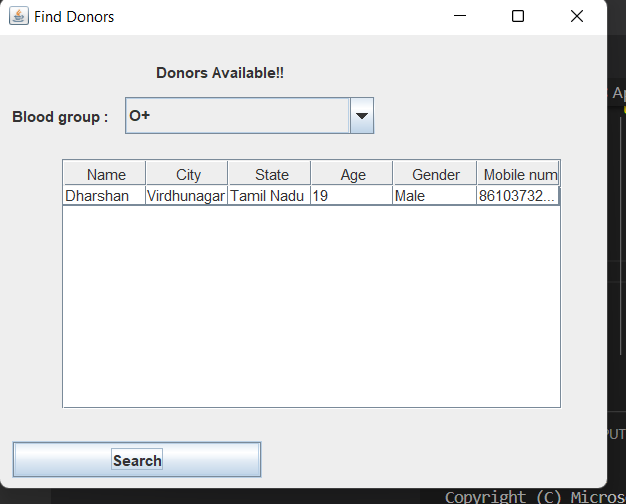 Find Donors
Donors Available!!
Blood group :
O+
Name City State Age Gender Mobile num
Dharshan Virdhunagar Tamil Nadu 19 Male 86103732...
Search
PUT
Copyright (C) Micros